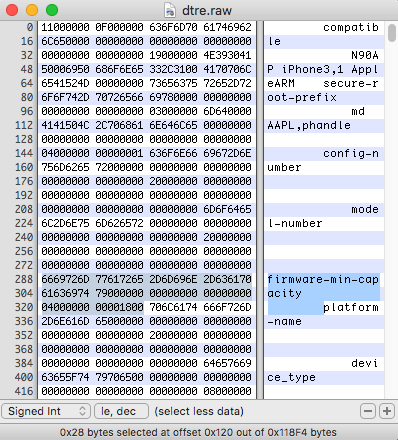 dtre.raw
0 11000000 0F000000 636F6D70 61746962 compatib
16 6C650000 00000000 00000000 00000000 le
32 00000000 00000000 19000000 4E393041 N90A
48 50006950 686F6E65 332C3100 4170706C P iPhone3,1 Appl
64 6541524D 00000000 73656375 72652D72 eARM secure-r
80 6F6F742D 70726566 69780000 00000000 oot-prefix
96 00000000 00000000 03000000 6D640000 md
112 4141504C 2C706861 6E646C65 00000000 AAPL,phandle
128 00000000 00000000 00000000 00000000
144 04000000 00000001 636F6E66 69672D6E config-n
160 756D6265 72000000 00000000 00000000 umber
176 00000000 00000000 20000000 00000000
192 00000000 00000000 00000000 00000000
208 00000000 00000000 00000000 6D6F6465 mode
224 6C2D6E75 6D626572 00000000 00000000 l-number
240 00000000 00000000 00000000 20000000
256 00000000 00000000 00000000 00000000
272 00000000 00000000 00000000 00000000
288 6669726D 77617265 2D6D696E 2D636170 firmware-min-cap
304 61636974 79000000 00000000 00000000 acity
320 04000000 00001800 706C6174 666F726D platform
336 2D6E616D 65000000 00000000 00000000 -name
352 00000000 00000000 20000000 00000000
368 00000000 00000000 00000000 00000000
384 00000000 00000000 00000000 64657669 devi
400 63655F74 79706500 00000000 00000000 ce_type
416 00000000 00000000 00000000 00000000
Signed Int le, dec (select less data)
0x28 bytes selected at offset 0x120 out of 0x118F4 bytes